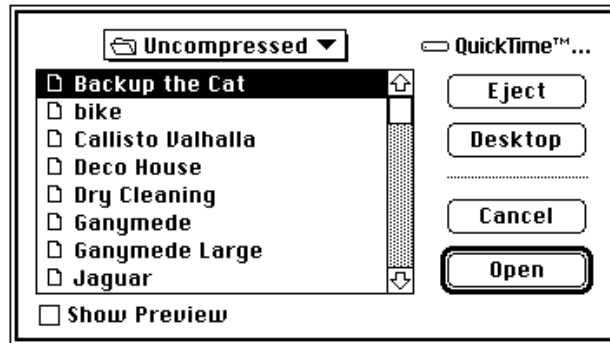 Uncompressed
QuickTime™...
Backup the Cat
bike
Callisto Valhalla
Deco House
Dry Cleaning
Ganymede
Ganymede Large
Jaguar
Show Preview
Eject
Desktop
Cancel
Open